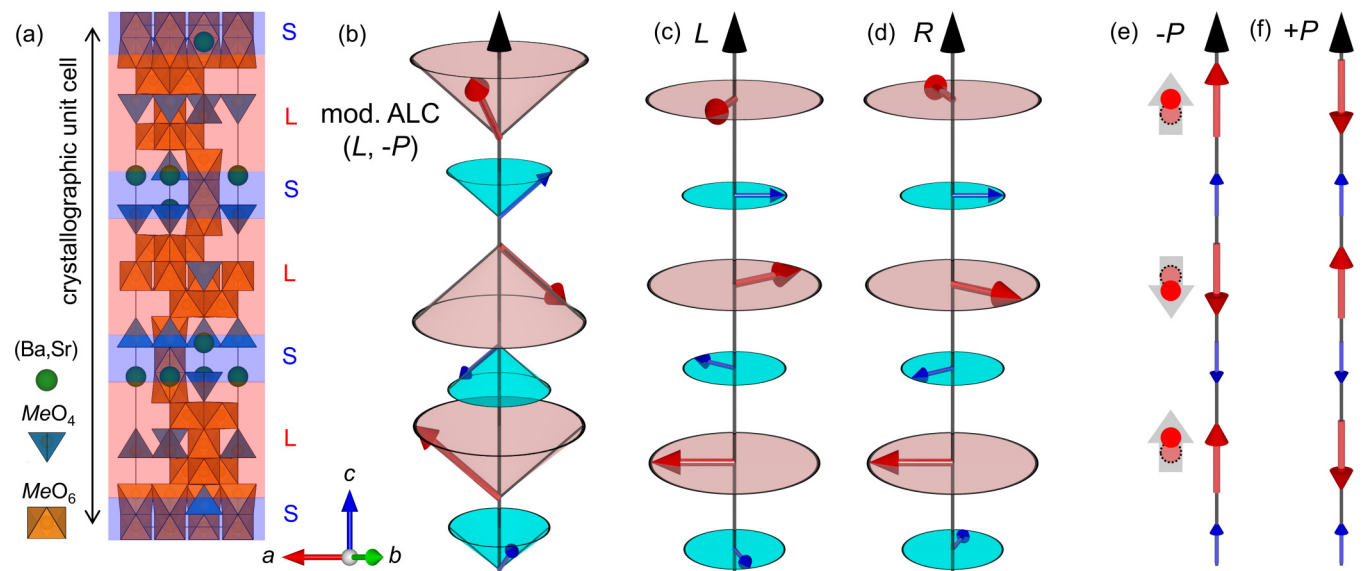 (a)
crystallographic unit cell
S
L
S
L
S
L
S
(Ba,Sr)
MeO4
MeO6
c
a
b
(b)
mod. ALC
(L, -P)
(c) L
(d) R
(e) -P
(f) +P